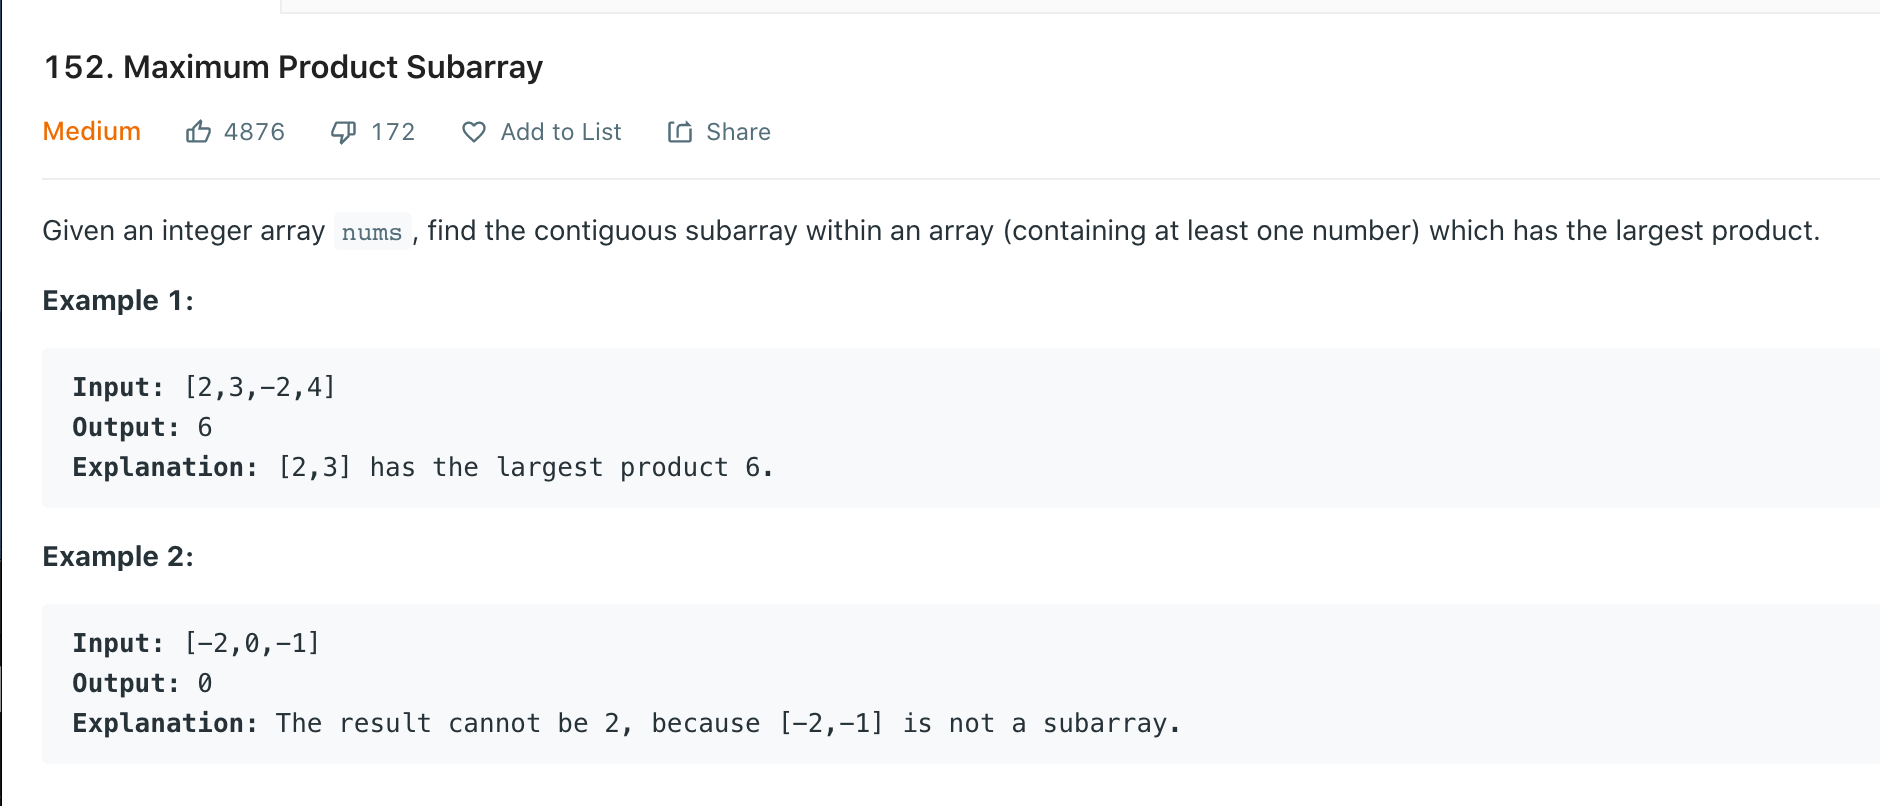 152. Maximum Product Subarray
Medium 4876 172 Add to List Share
Given an integer array nums , find the contiguous subarray within an array (containing at least one number) which has the largest product.
Example 1:
Input: [2,3,−2,4]
Output: 6
Explanation: [2,3] has the largest product 6.
Example 2:
Input: [−2,0,−1]
Output: 0
Explanation: The result cannot be 2, because [−2,−1] is not a subarray.